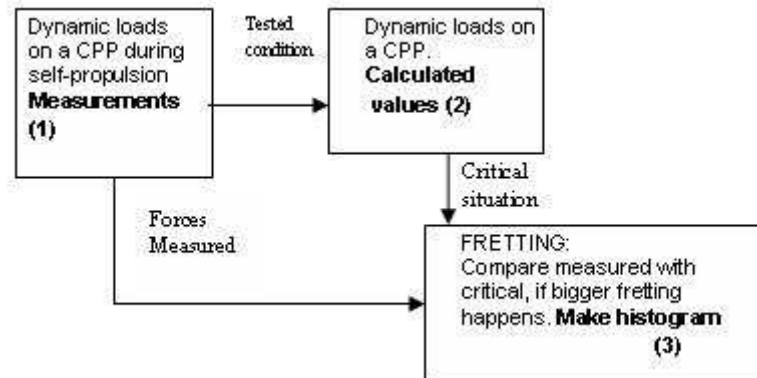 Dynamic loads
on a CPP during
self-propulsion
Measurements
(1)
Tested
condition
Dynamic loads on
a CPP.
Calculated
values (2)
Critical
situation
Forces
Measured
FRETTING:
Compare measured with
critical, if bigger fretting
happens. Make histogram
(3)